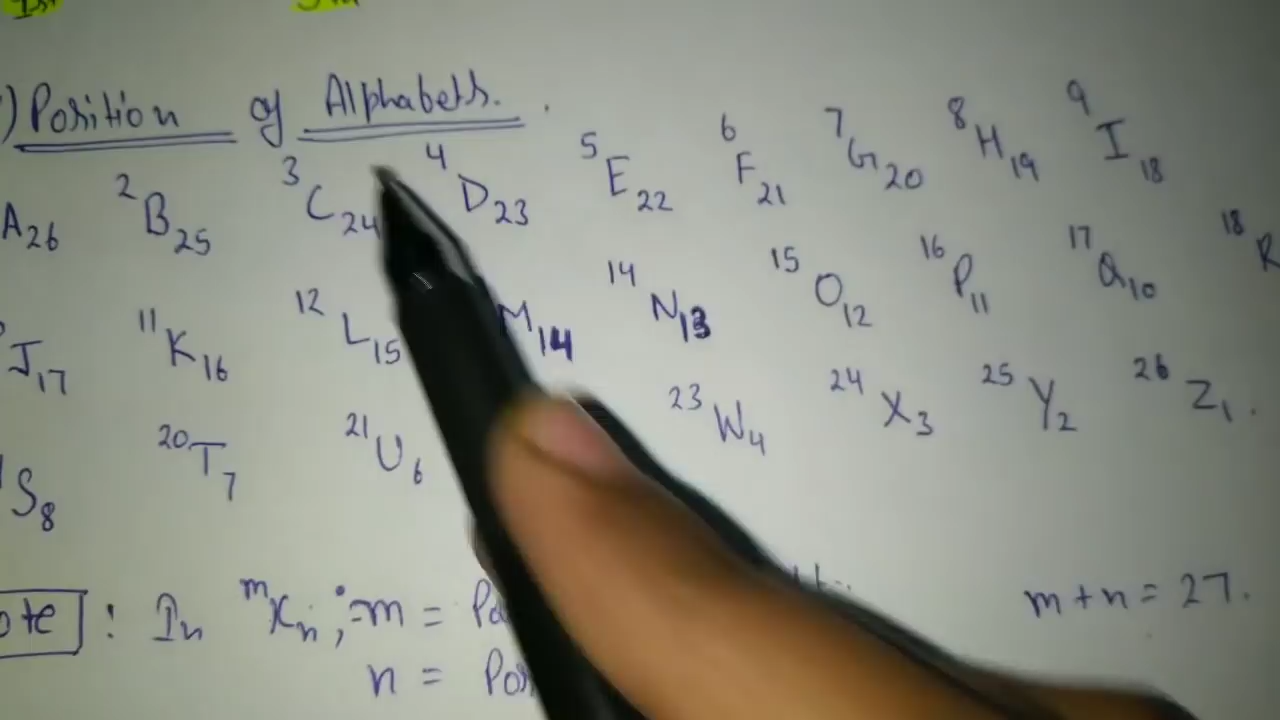 ) Position of Alphabets.
A26 2B25 3C24 4D23 5E22 6F21 7G20 8H19 9I18
J17 11K16 12L15 M14 14N13 15O12 16P11 17Q10 18R
S8 20T7 21U6 23W4 24X3 25Y2 26Z1.
ote : In mXn; m = m + n = 27.
n =